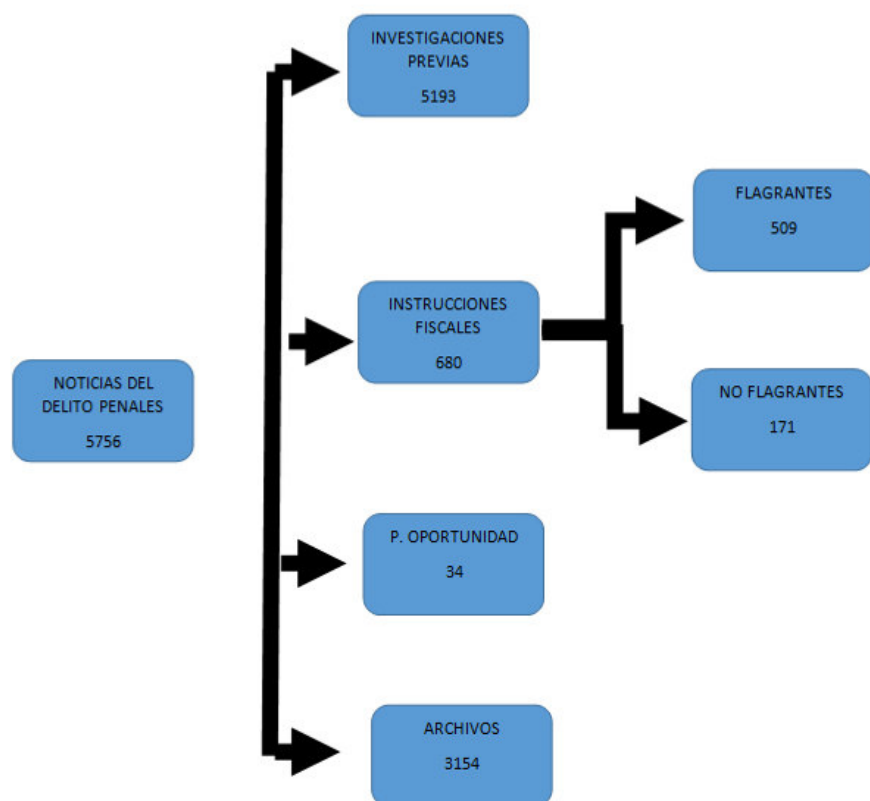 NOTICIAS DEL
DELITO PENALES
5756
INVESTIGACIONES
PREVIAS
5193
INSTRUCCIONES
FISCALES
680
FLAGRANTES
509
NO FLAGRANTES
171
P. OPORTUNIDAD
34
ARCHIVOS
3154